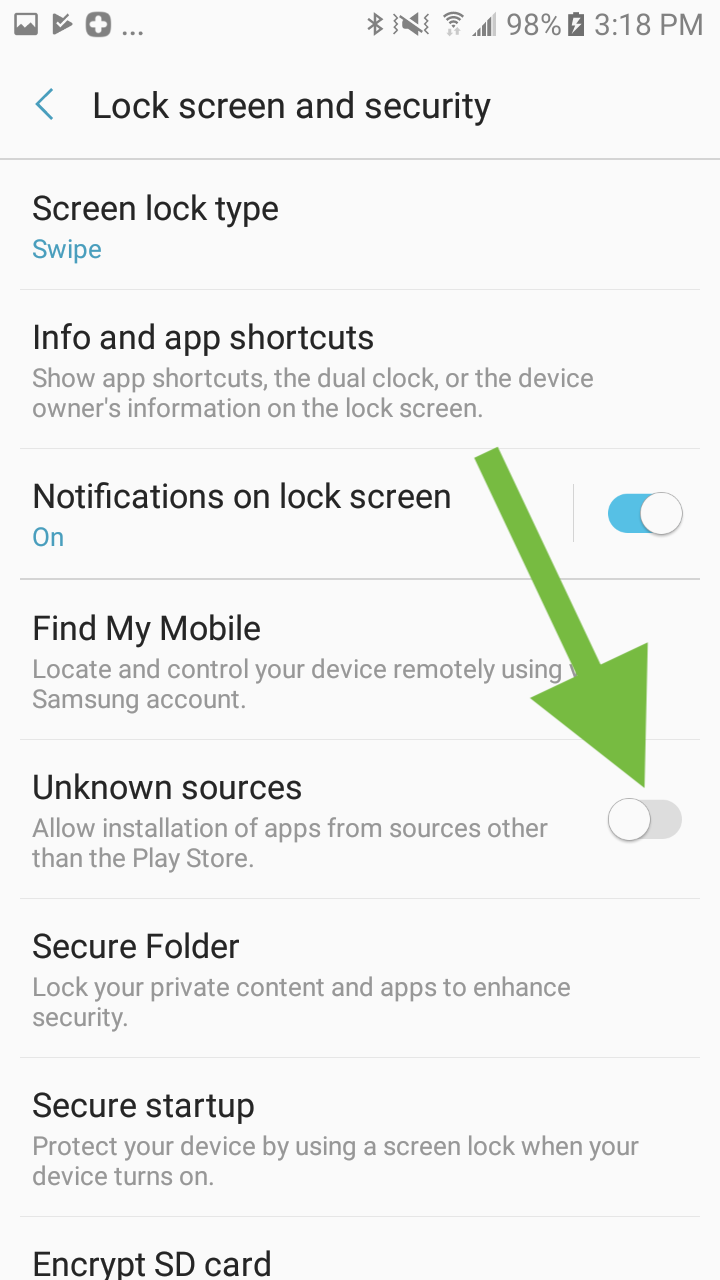 ... 98% 3:18 PM
Lock screen and security
Screen lock type
Swipe
Info and app shortcuts
Show app shortcuts, the dual clock, or the device
owner's information on the lock screen.
Notifications on lock screen
On
Find My Mobile
Locate and control your device remotely using
Samsung account.
Unknown sources
Allow installation of apps from sources other
than the Play Store.
Secure Folder
Lock your private content and apps to enhance
security.
Secure startup
Protect your device by using a screen lock when your
device turns on.
Encrypt SD card